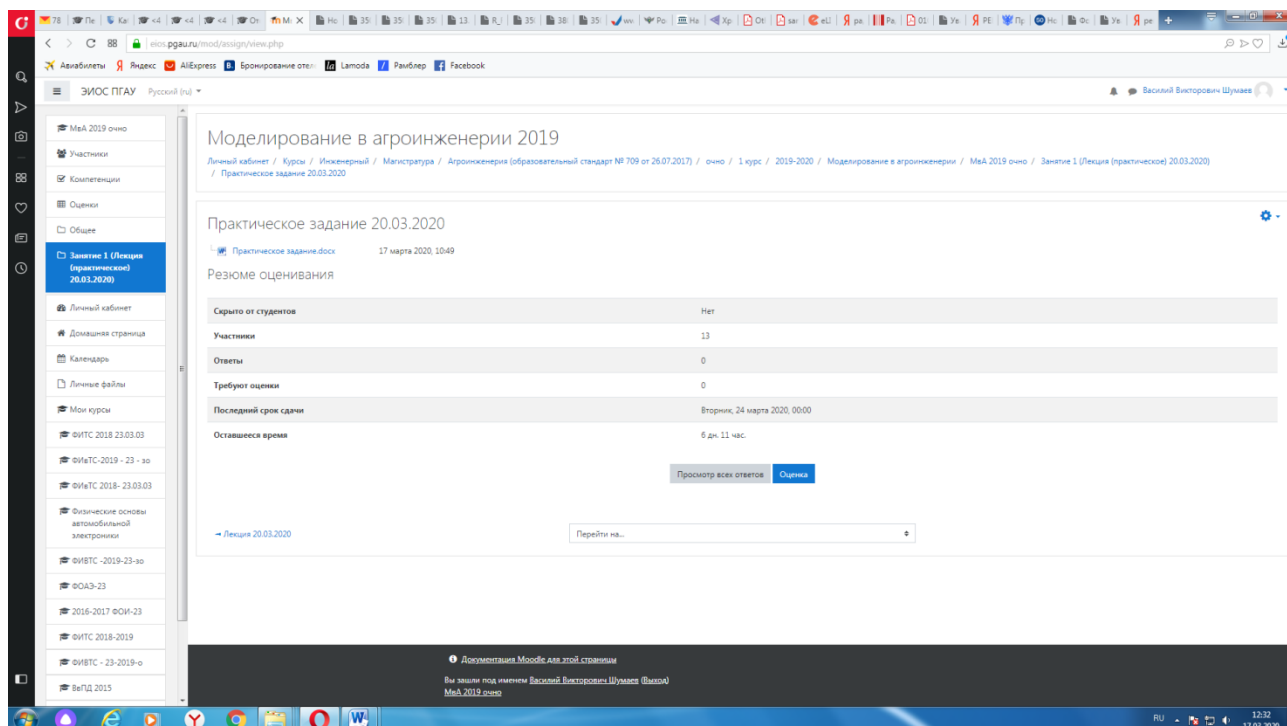 eios.pgau.ru/mod/assign/view.php
Авиабилеты Яндекс AliExpress Бронирование отел Lamoda Рамблер Facebook
ЭИОС ПГАУ Русский (ru)
Василий Викторович Шумаев
МвА 2019 очно
Участники
Компетенции
Оценки
Общее
Занятие 1 (Лекция
(практическое)
20.03.2020)
Личный кабинет
Домашняя страница
Календарь
Личные файлы
Мои курсы
ФИТС 2018 23.03.03
ФИвТС-2019 - 23 - зо
ФИвТС 2018- 23.03.03
Физические основы
автомобильной
электроники
ФИВТС -2019-23-зо
ФОАЭ-23
2016-2017 ФОИ-23
ФИТС 2018-2019
ФИВТС - 23-2019-о
ВвПД 2015
Моделирование в агроинженерии 2019
Личный кабинет / Курсы / Инженерный / Магистратура / Агроинженерия (образовательный стандарт № 709 от 26.07.2017) / очно / 1 курс / 2019-2020 / Моделирование в агроинженерии / МвА 2019 очно / Занятие 1 (Лекция (практическое) 20.03.2020)
/ Практическое задание 20.03.2020
Практическое задание 20.03.2020
Практическое задание.docx 17 марта 2020, 10:49
Резюме оценивания
Скрыто от студентов Нет
Участники 13
Ответы 0
Требуют оценки 0
Последний срок сдачи Вторник, 24 марта 2020, 00:00
Оставшееся время 6 дн. 11 час.
Просмотр всех ответов Оценка
→ Лекция 20.03.2020 Перейти на...
Документация Moodle для этой страницы
Вы зашли под именем Василий Викторович Шумаев (Выход)
МвА 2019 очно
RU 12:32
17.03.2020